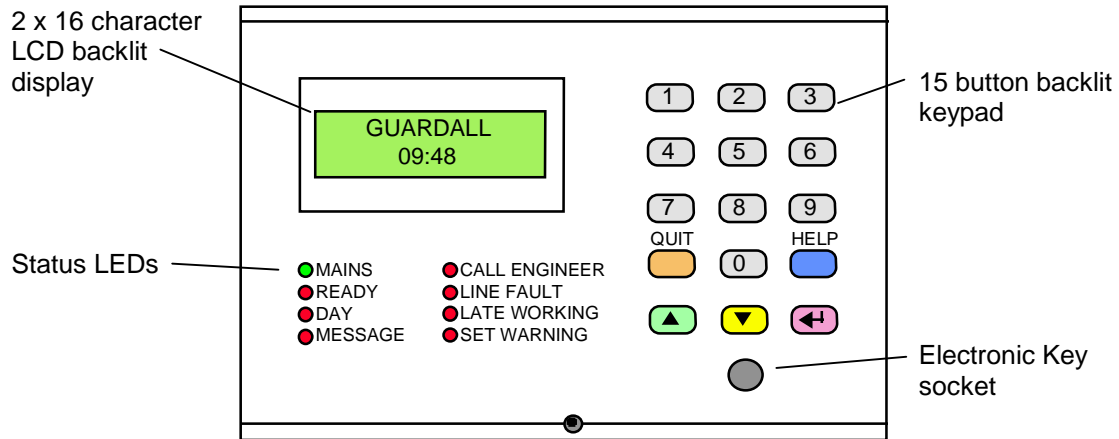 2 x 16 character
LCD backlit
display
GUARDALL
09:48
Status LEDs
MAINS
READY
DAY
MESSAGE
CALL ENGINEER
LINE FAULT
LATE WORKING
SET WARNING
1 2 3
4 5 6
7 8 9
QUIT HELP
0
15 button backlit
keypad
Electronic Key
socket